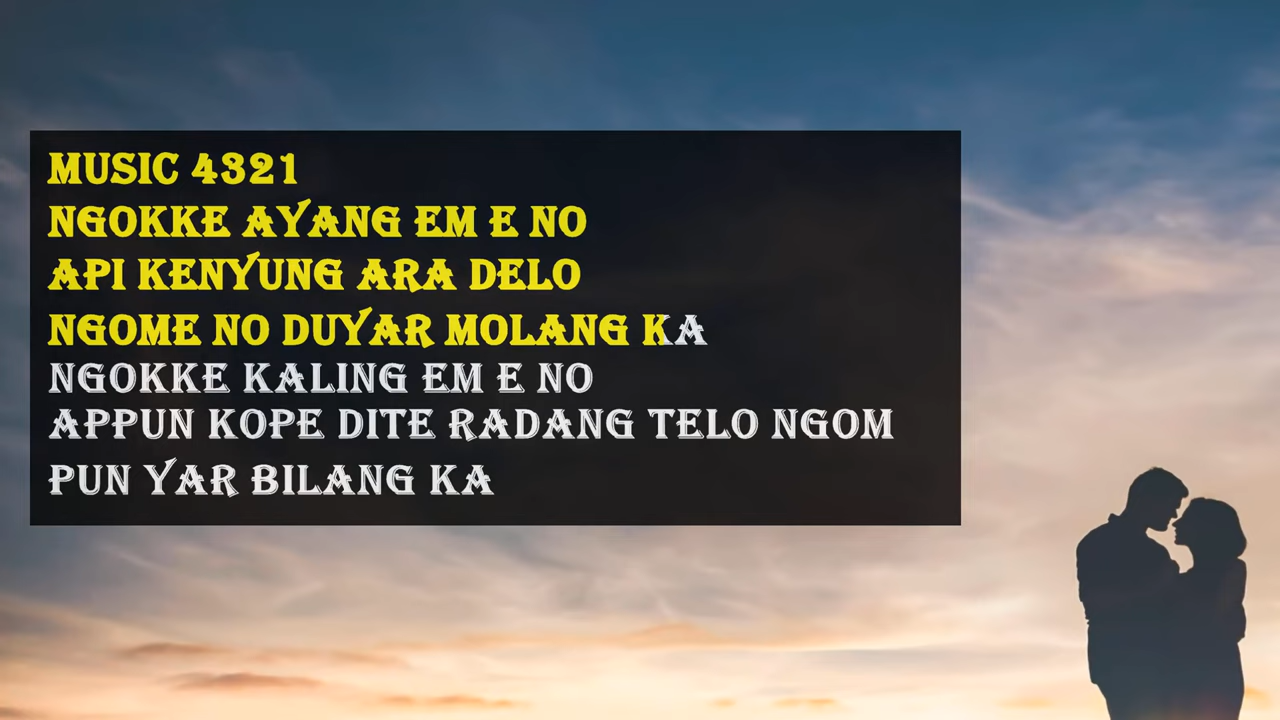 MUSIC 4321
NGOKKE AYANG EM E NO
API KENYUNG ARA DELO
NGOME NO DUYAR MOLANG KA
NGOKKE KALING EM E NO
APPUN KOPE DITE RADANG TELO NGOM
PUN YAR BILANG KA